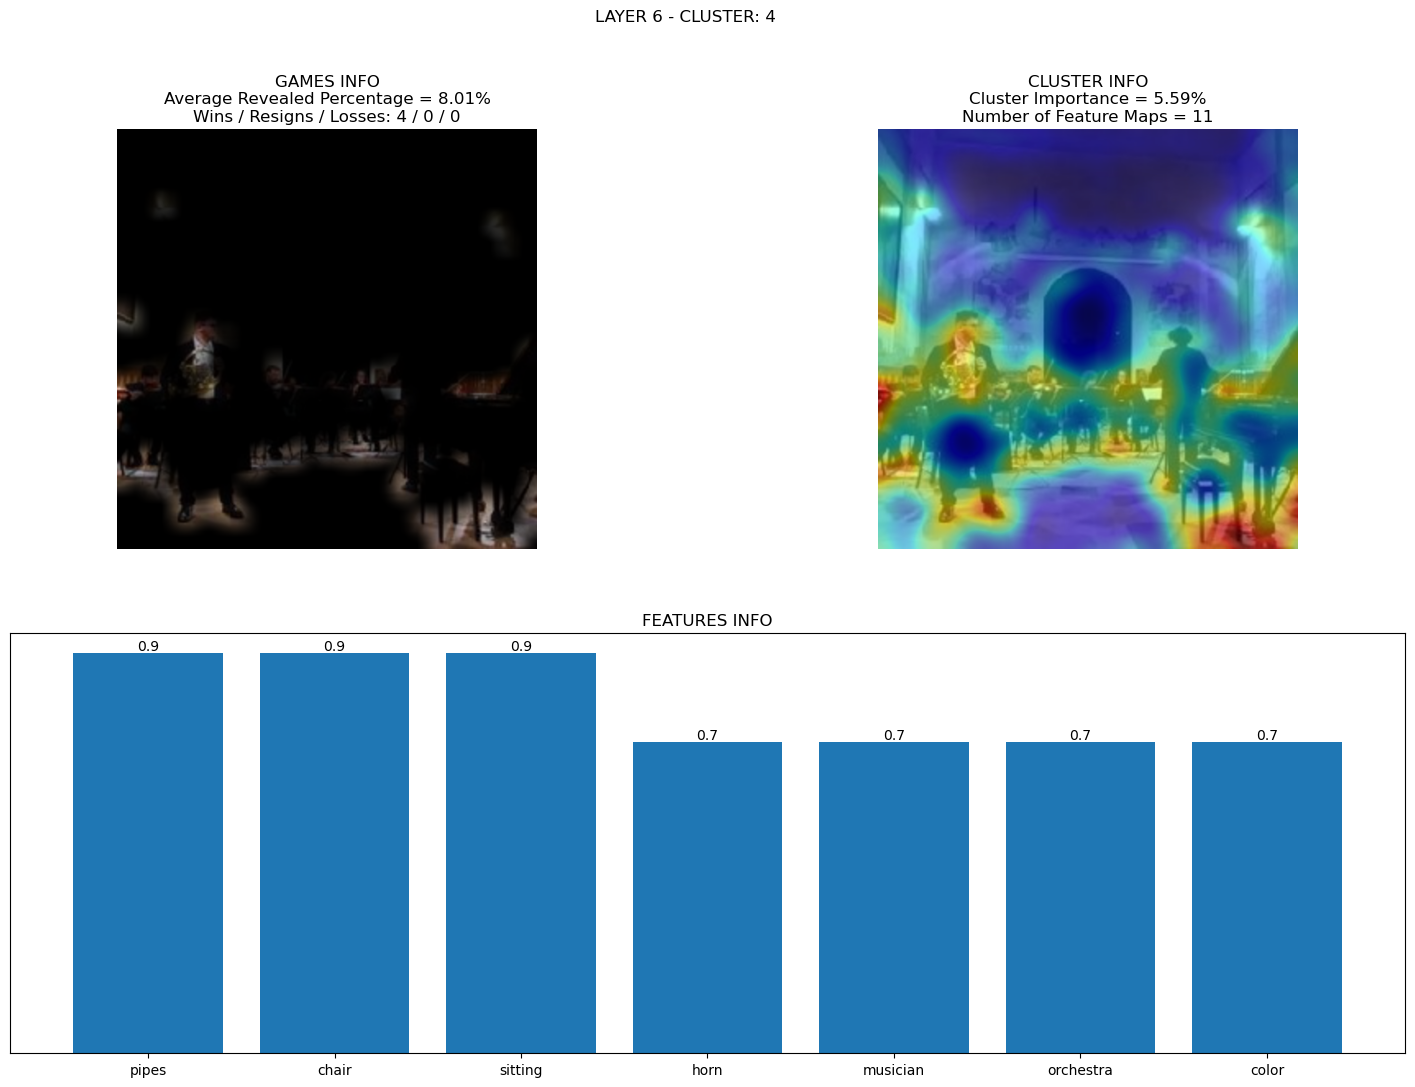 LAYER 6 - CLUSTER: 4
GAMES INFO
Average Revealed Percentage = 8.01%
Wins / Resigns / Losses: 4 / 0 / 0
CLUSTER INFO
Cluster Importance = 5.59%
Number of Feature Maps = 11
FEATURES INFO
0.9 0.9 0.9 0.7 0.7 0.7 0.7
pipes chair sitting horn musician orchestra color